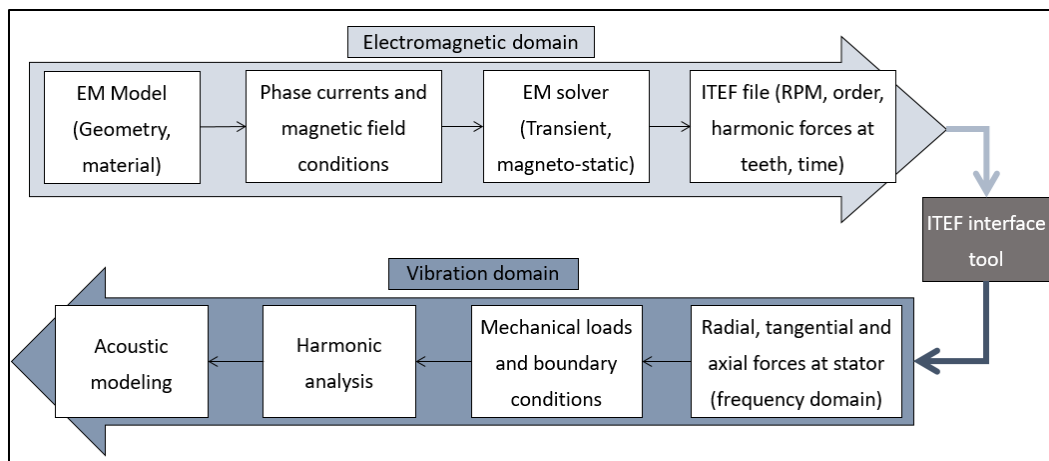 Electromagnetic domain
EM Model
(Geometry,
material)
Phase currents and
magnetic field
conditions
EM solver
(Transient,
magneto-static)
ITEF file (RPM, order,
harmonic forces at
teeth, time)
ITEF interface
tool
Vibration domain
Radial, tangential and
axial forces at stator
(frequency domain)
Mechanical loads
and boundary
conditions
Harmonic
analysis
Acoustic
modeling